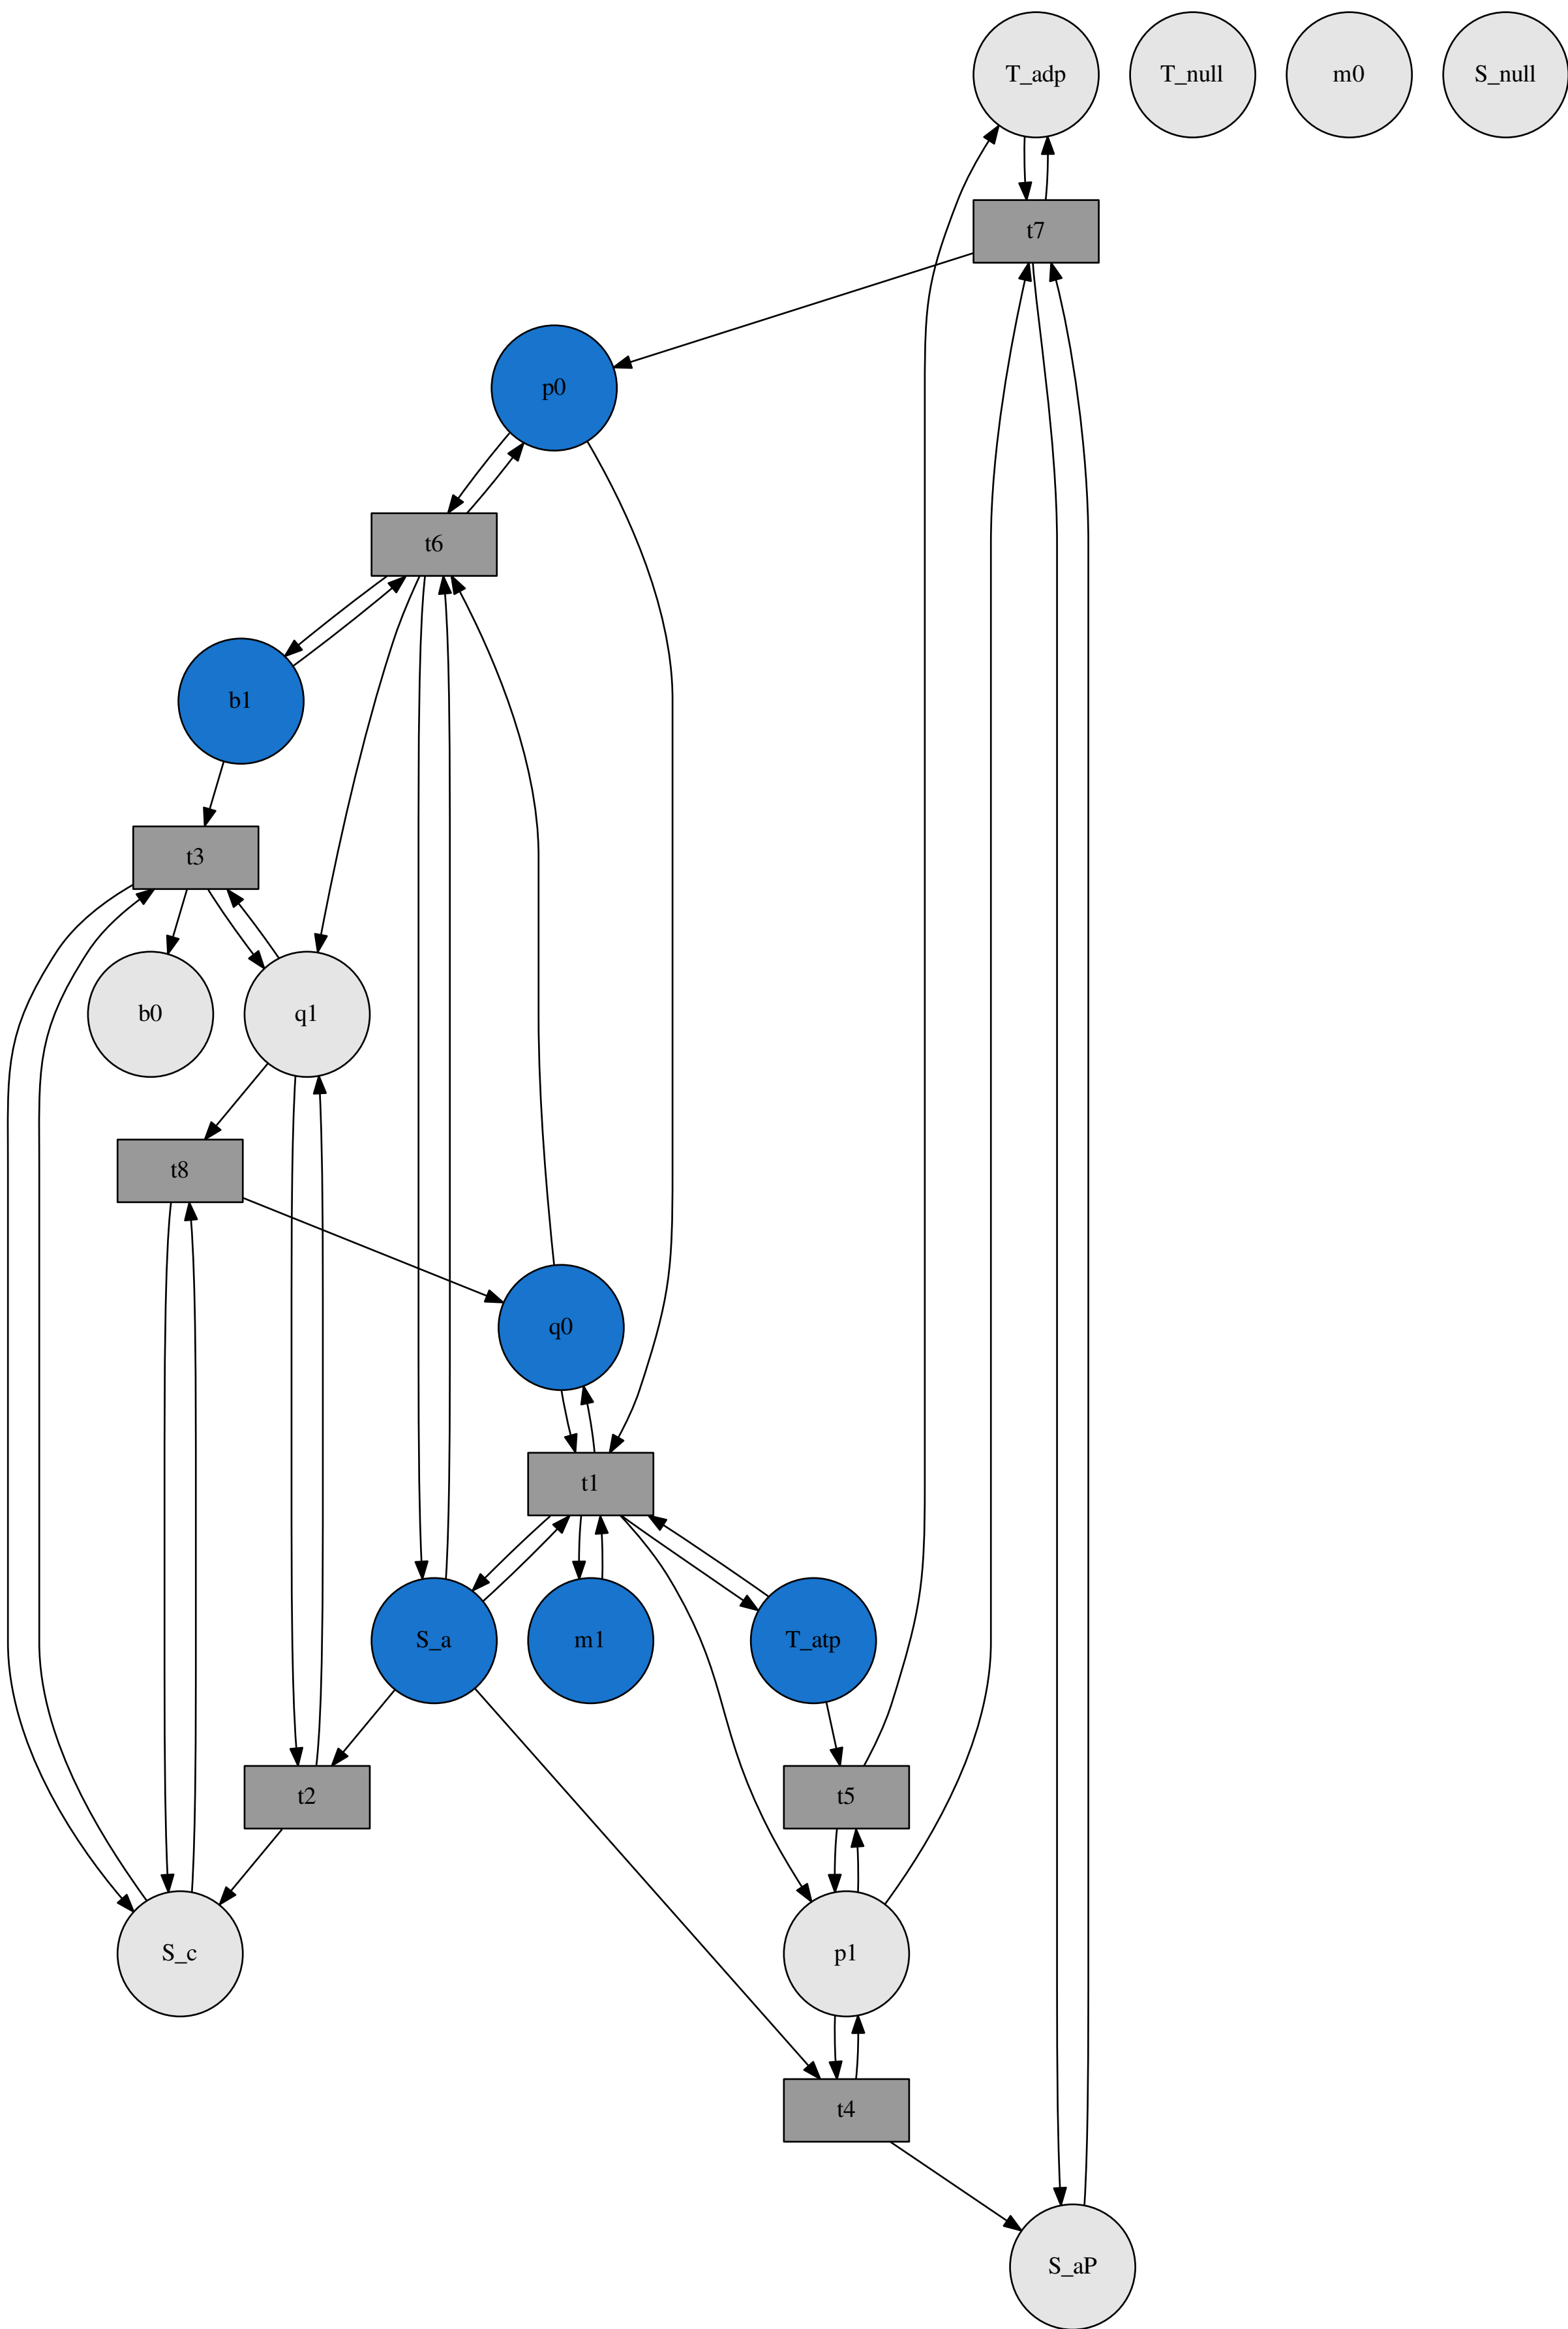 T_adp
T_null
m0
S_null
t7
p0
t6
b1
t3
b0
q1
t8
q0
t1
S_a
m1
T_atp
t2
t5
S_c
p1
t4
S_aP